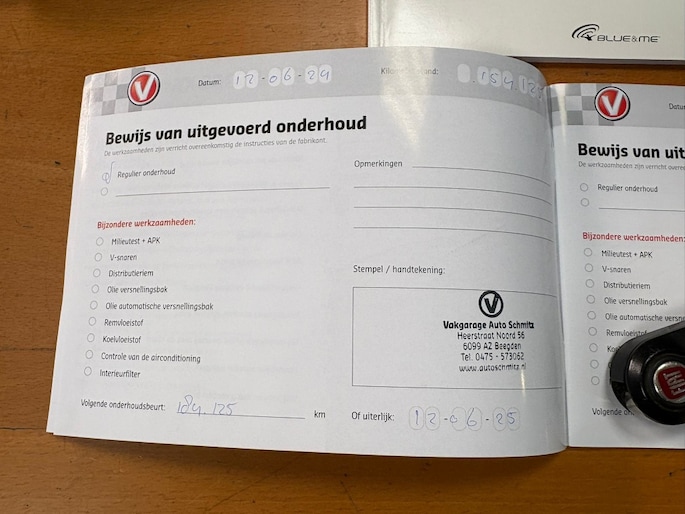 BLUE&ME
V
Datum: 12-06-24
154.125
Bewijs van uitgevoerd onderhoud
De werkzaamheden zijn verricht overeenkomstig de instructies van de fabrikant.
Regulier onderhoud
Opmerkingen
Bijzondere werkzaamheden:
Milieutest + APK
V-snaren
Distributieriem
Olie versnellingsbak
Olie automatische versnellingsbak
Remvloeistof
Koelvloeistof
Controle van de airconditioning
Interieurfilter
Stempel / handtekening:
V
Vakgarage Auto Schmitz
Heerstraat Noord 56
6099 AZ Beegden
Tel. 0475 - 573062
www.autoschmitz.nl
Volgende onderhoudsbeurt: 184.125 km
Of uiterlijk: 12-06-25
V
Bewijs van uit
De werkzaamheden zijn verricht
Regulier onderhoud
Bijzondere werkzaamheden:
Milieutest + APK
V-snaren
Distributieriem
Olie versnellingsbak
Olie automatische
Volgende
FIAT